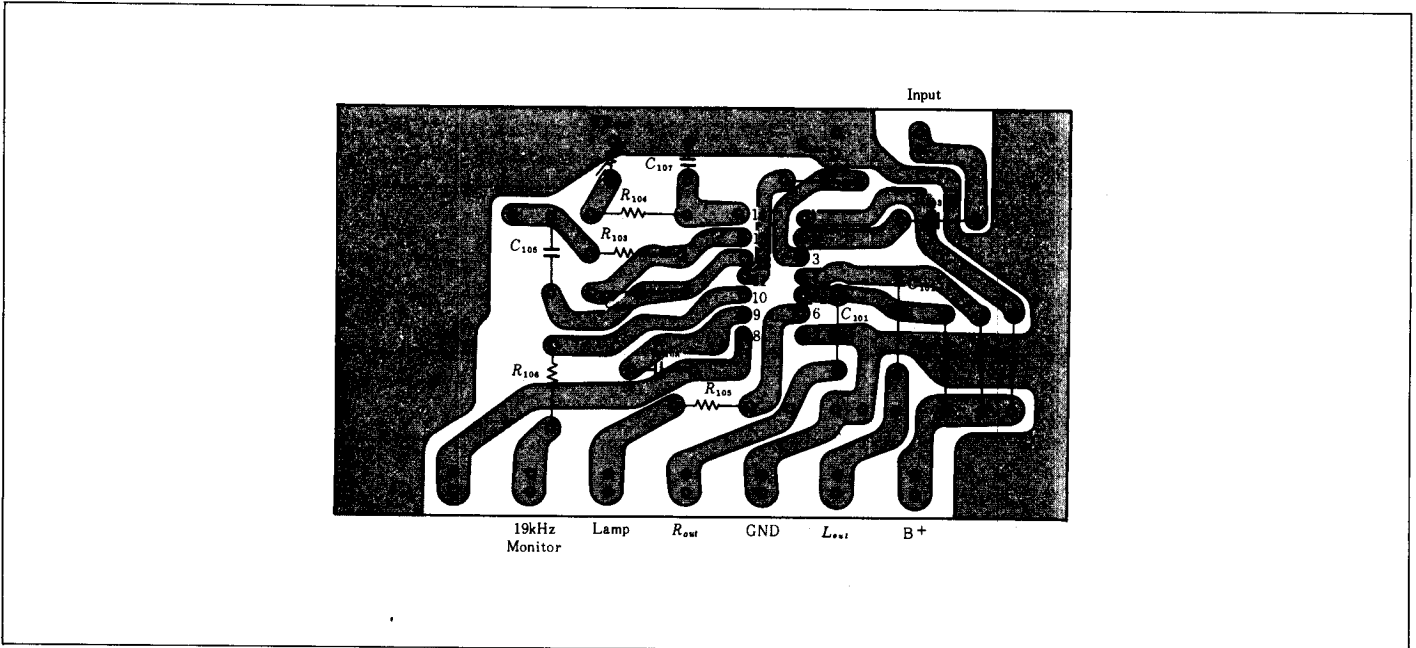 Input
C107
R104
R103
C105
3
10
9
6
C101
8
R106
R105
19kHz Lamp Rout GND Lout B+
Monitor